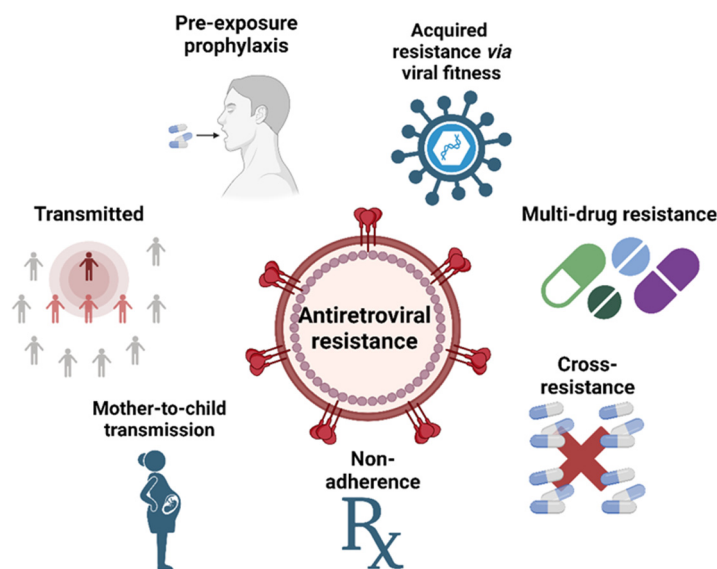 Pre-exposure
prophylaxis
Acquired
resistance via
viral fitness
Transmitted
Multi-drug resistance
Antiretroviral
resistance
Cross-
resistance
Mother-to-child
transmission
Non-
adherence
Rx